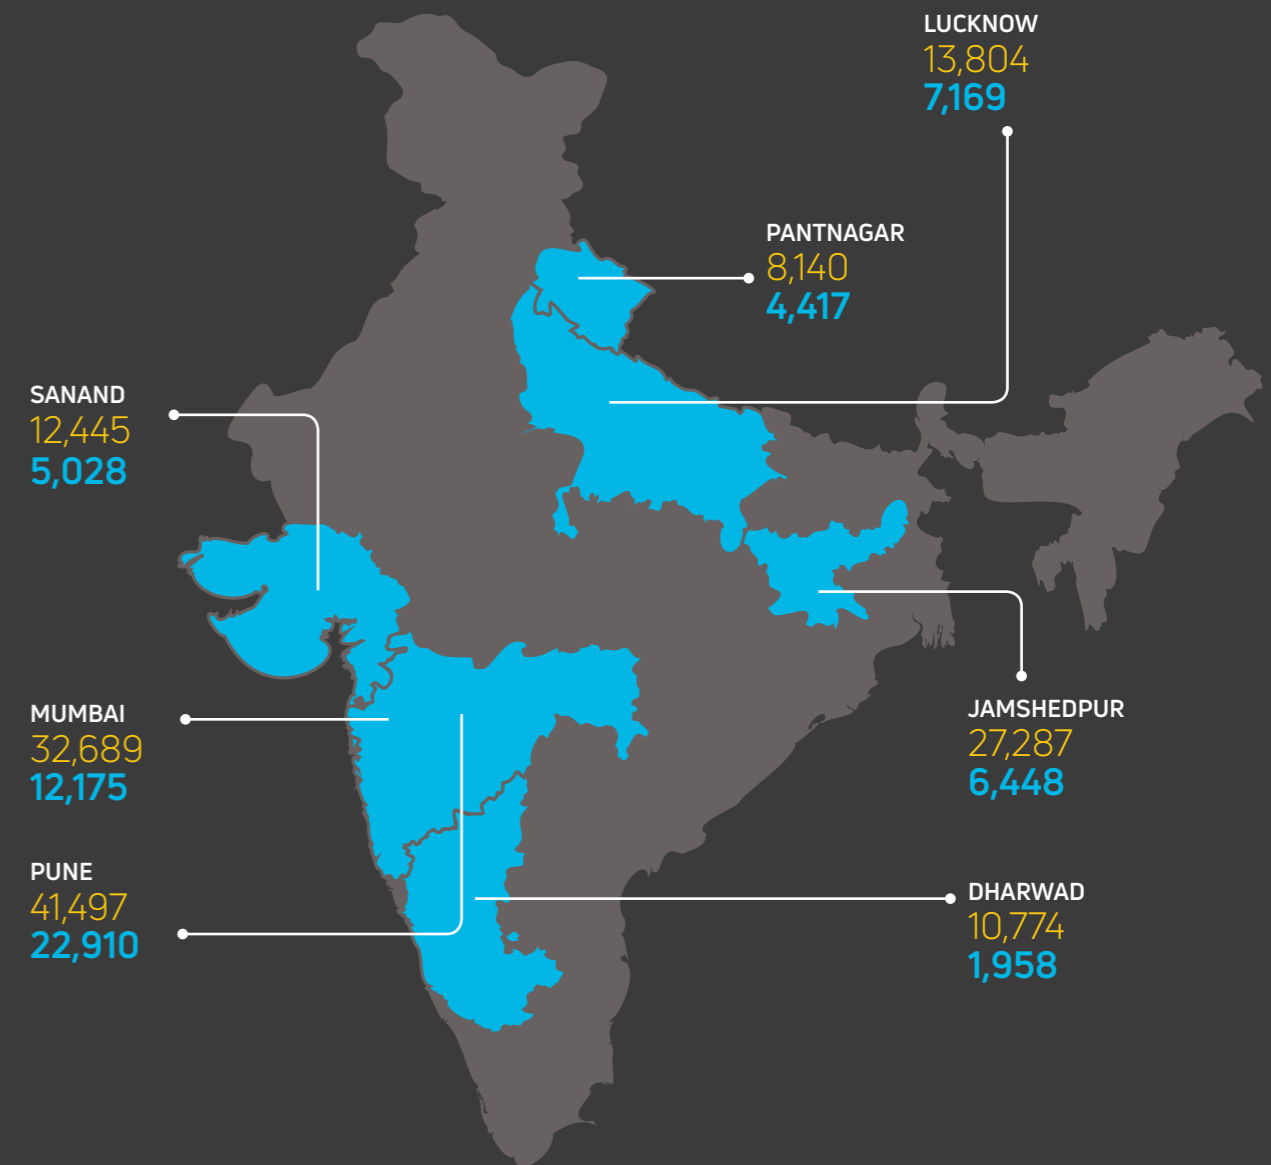 LUCKNOW
13,804
7,169
PANTNAGAR
8,140
4,417
SANAND
12,445
5,028
MUMBAI
32,689
12,175
JAMSHEDPUR
27,287
6,448
PUNE
41,497
22,910
DHARWAD
10,774
1,958